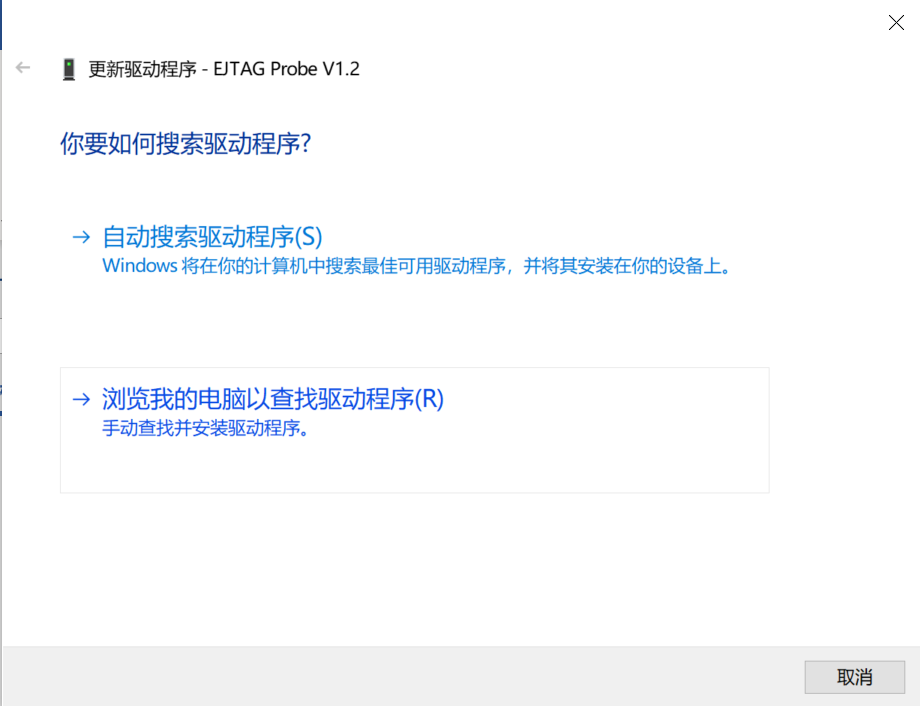 更新驱动程序 - EJTAG Probe V1.2
你要如何搜索驱动程序?
自动搜索驱动程序(S)
Windows 将在你的计算机中搜索最佳可用驱动程序，并将其安装在你的设备上。
浏览我的电脑以查找驱动程序(R)
手动查找并安装驱动程序。
取消